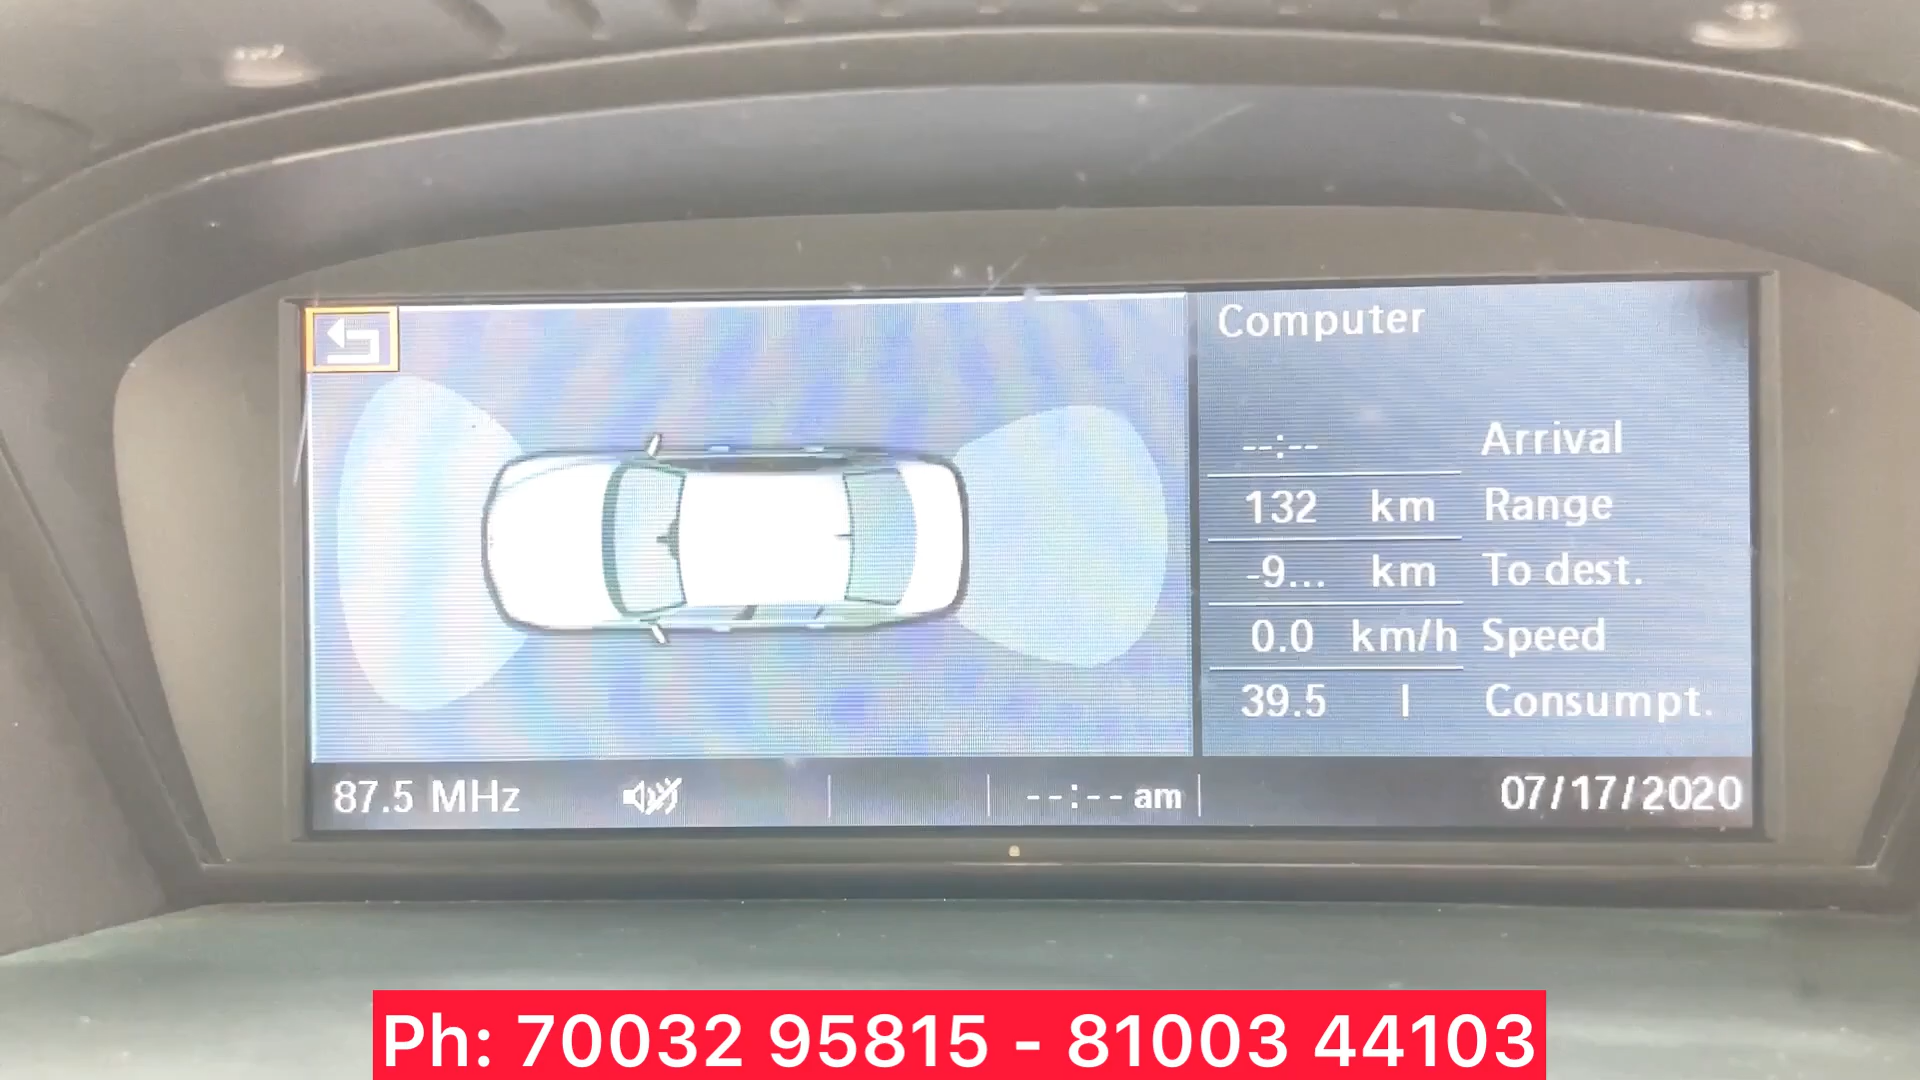 Computer
--:-- Arrival
132 km Range
-9... km To dest.
0.0 km/h Speed
39.5 l Consumpt.
87.5 MHz --:-- am 07/17/2020
Ph: 70032 95815 - 81003 44103